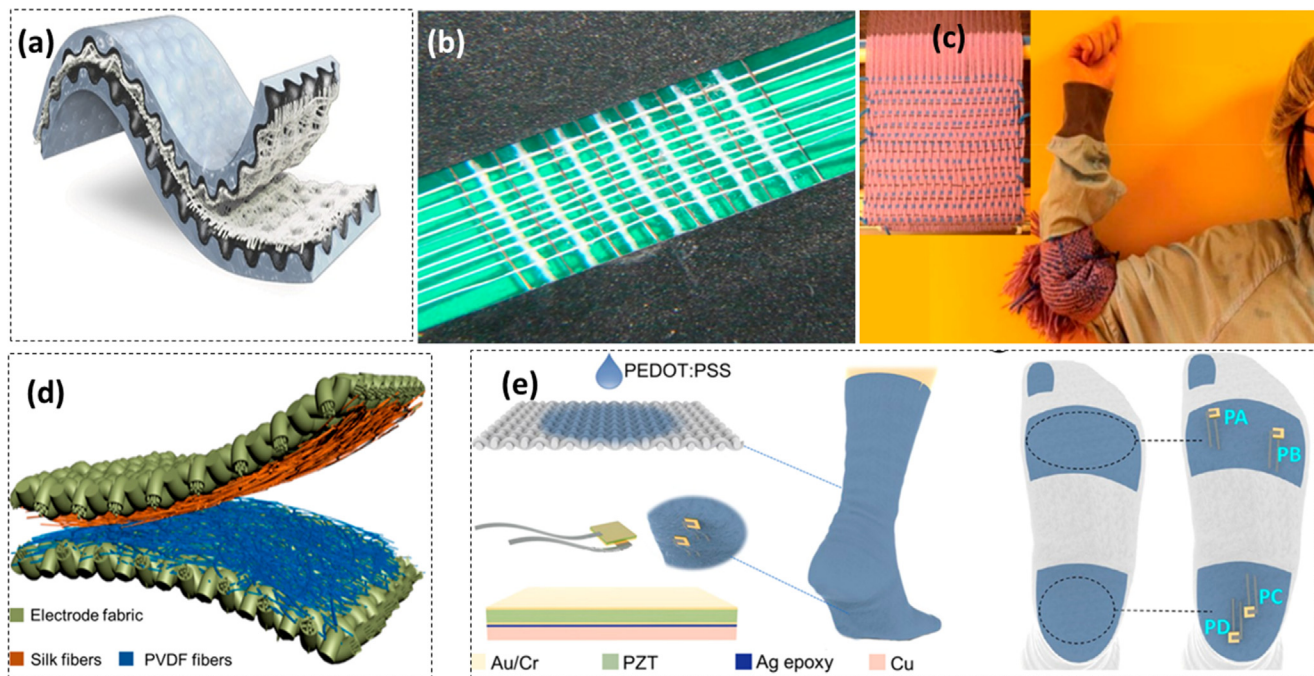 (a)
(b)
(c)
(d)
Electrode fabric
Silk fibers PVDF fibers
(e)
PEDOT:PSS
PA
PB
PC
PD
Au/Cr PZT Ag epoxy Cu